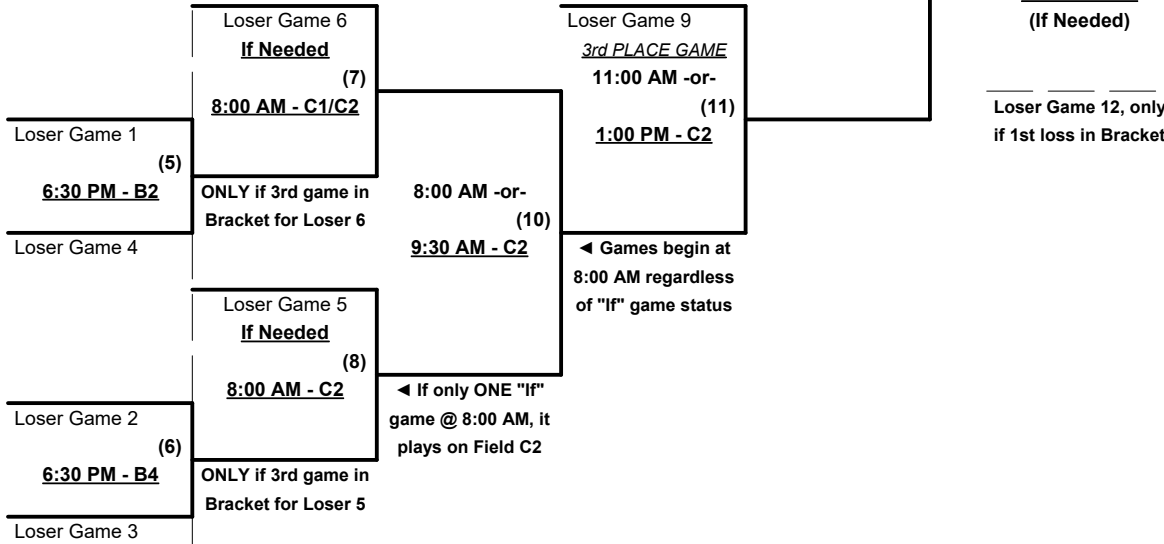 Loser Game 6
If Needed
(7)
8:00 AM - C1/C2
Loser Game 1
(5)
6:30 PM - B2
Loser Game 4
ONLY if 3rd game in
Bracket for Loser 6
Loser Game 5
If Needed
(8)
8:00 AM - C2
Loser Game 2
(6)
6:30 PM - B4
Loser Game 3
ONLY if 3rd game in
Bracket for Loser 5
8:00 AM -or-
(10)
9:30 AM - C2
◄ If only ONE "If"
game @ 8:00 AM, it
plays on Field C2
Loser Game 9
3rd PLACE GAME
11:00 AM -or-
(11)
1:00 PM - C2
◄ Games begin at
8:00 AM regardless
of "If" game status
(If Needed)
Loser Game 12, only
if 1st loss in Bracket